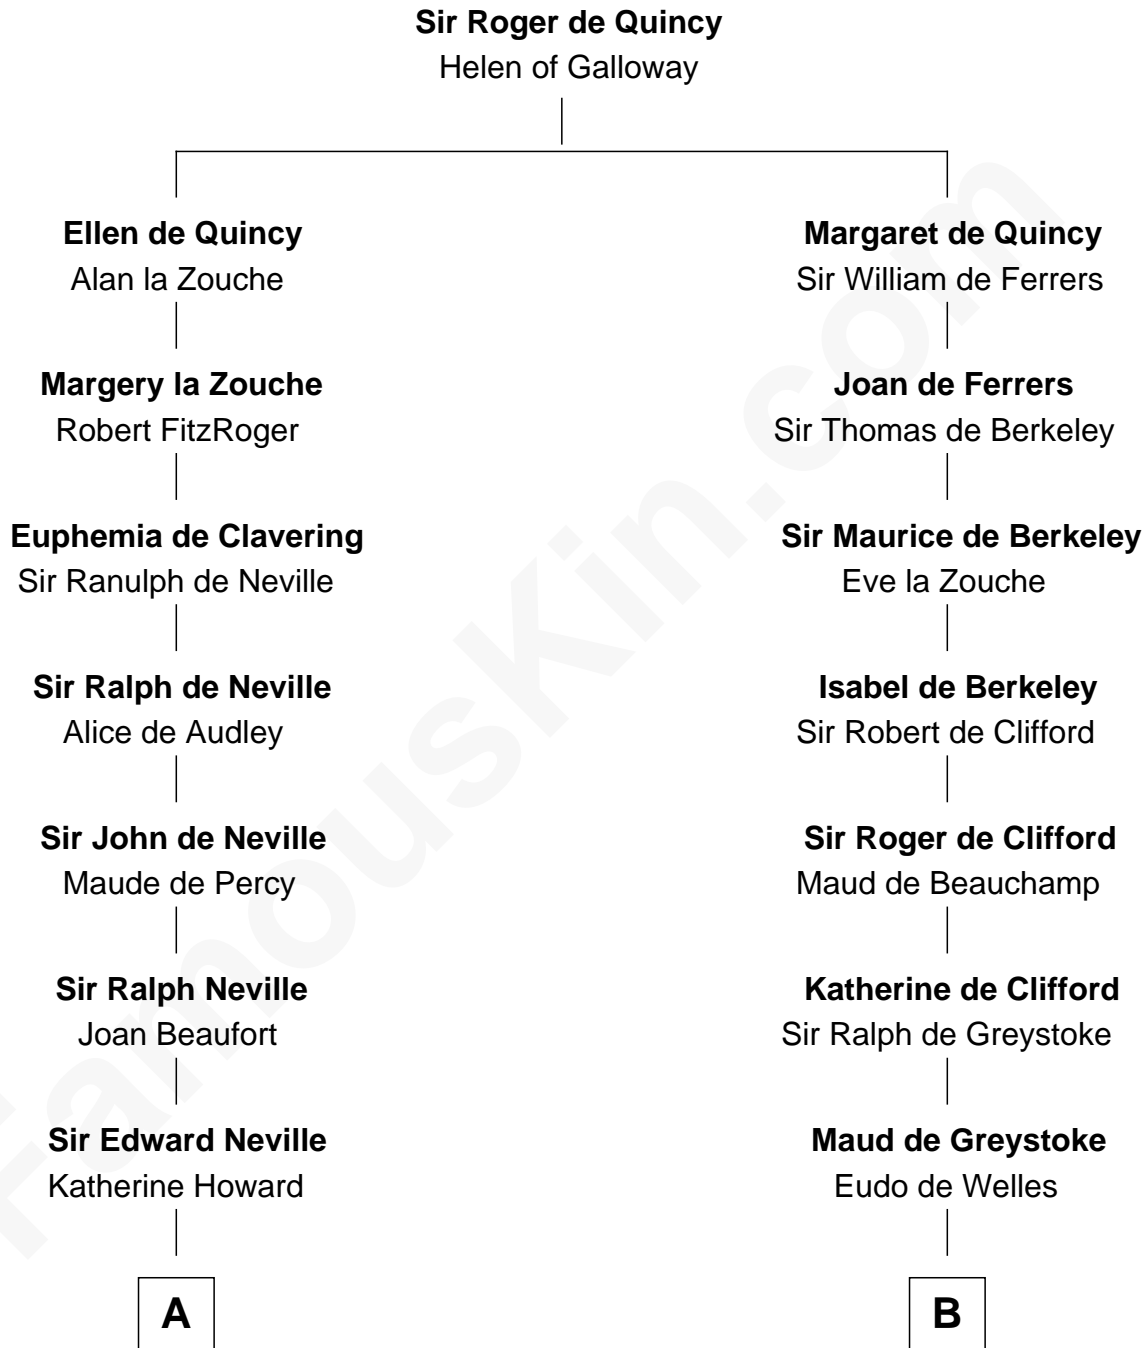 Sir Roger de Quincy
Helen of Galloway
Ellen de Quincy
Alan la Zouche
Margaret de Quincy
Sir William de Ferrers
Margery la Zouche
Robert FitzRoger
Joan de Ferrers
Sir Thomas de Berkeley
Euphemia de Clavering
Sir Ranulph de Neville
Sir Maurice de Berkeley
Eve la Zouche
Sir Ralph de Neville
Alice de Audley
Isabel de Berkeley
Sir Robert de Clifford
Sir John de Neville
Maude de Percy
Sir Roger de Clifford
Maud de Beauchamp
Sir Ralph Neville
Joan Beaufort
Katherine de Clifford
Sir Ralph de Greystoke
Sir Edward Neville
Katherine Howard
Maud de Greystoke
Eudo de Welles
A
B
FamousKin.com